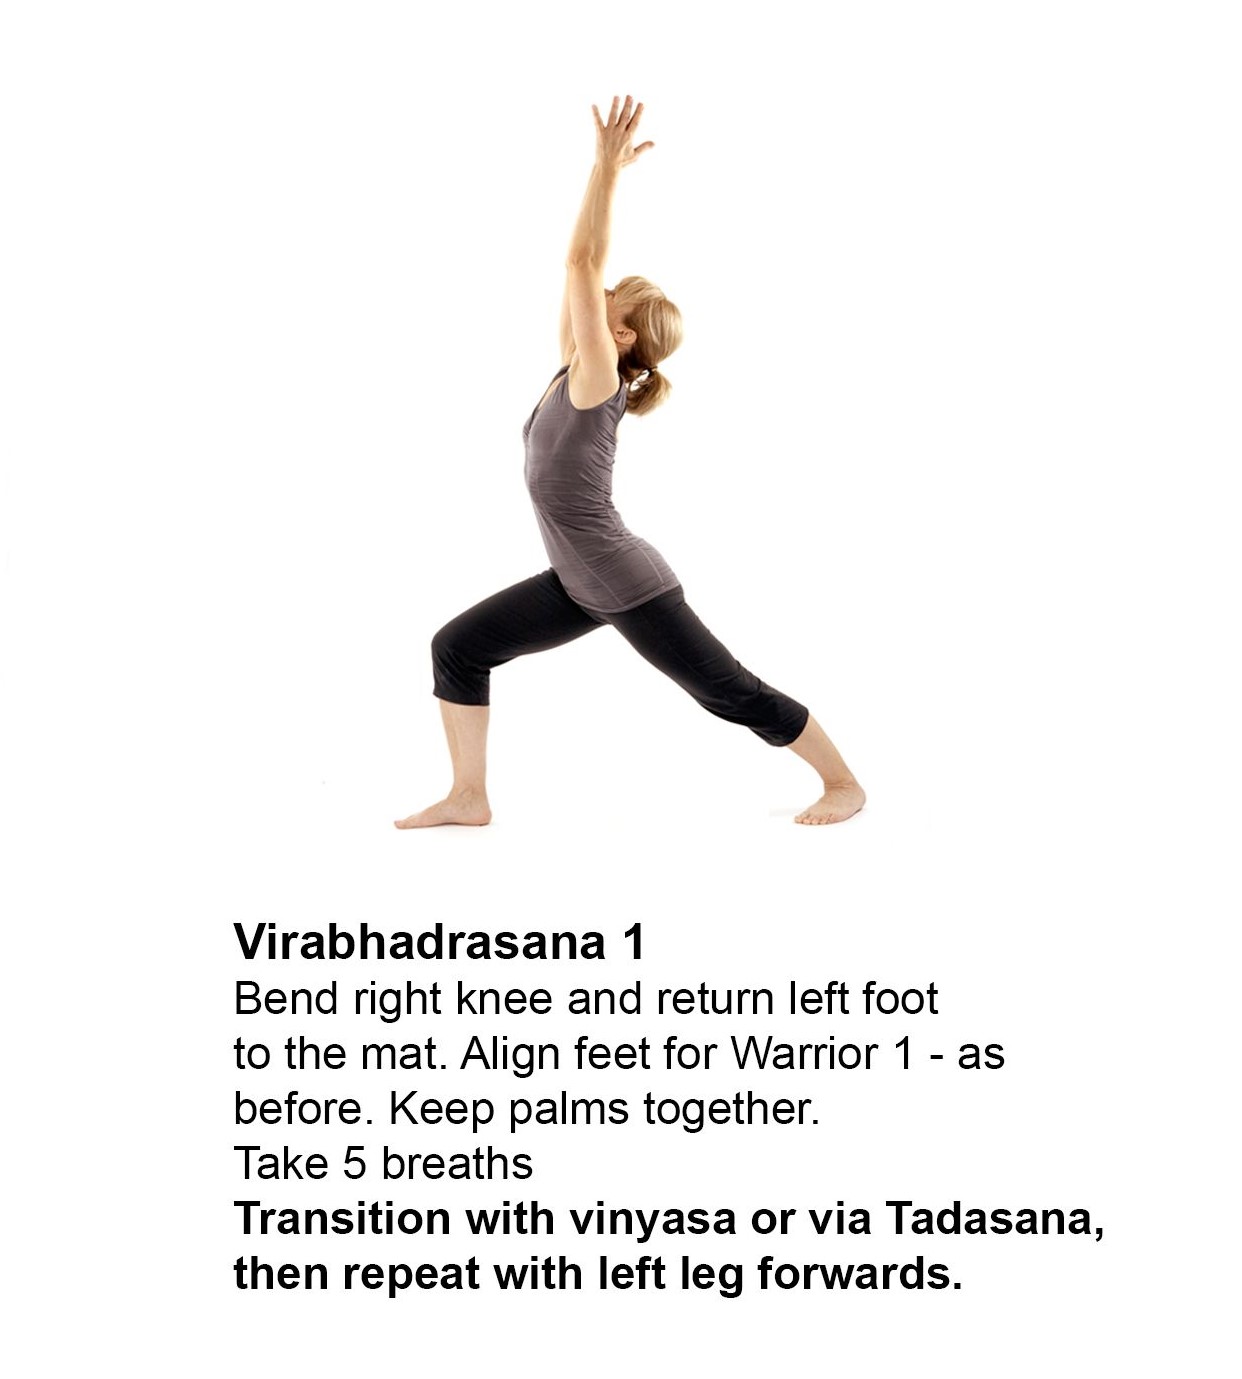 Virabhadrasana 1
Bend right knee and return left foot
to the mat. Align feet for Warrior 1 - as
before. Keep palms together.
Take 5 breaths
Transition with vinyasa or via Tadasana,
then repeat with left leg forwards.